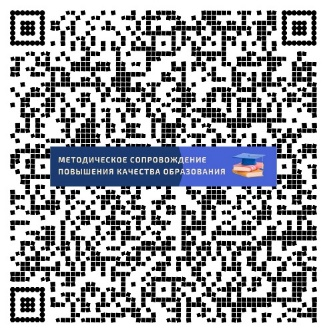 МЕТОДИЧЕСКОЕ СОПРОВОЖДЕНИЕ
ПОВЫШЕНИЯ КАЧЕСТВА ОБРАЗОВАНИЯ